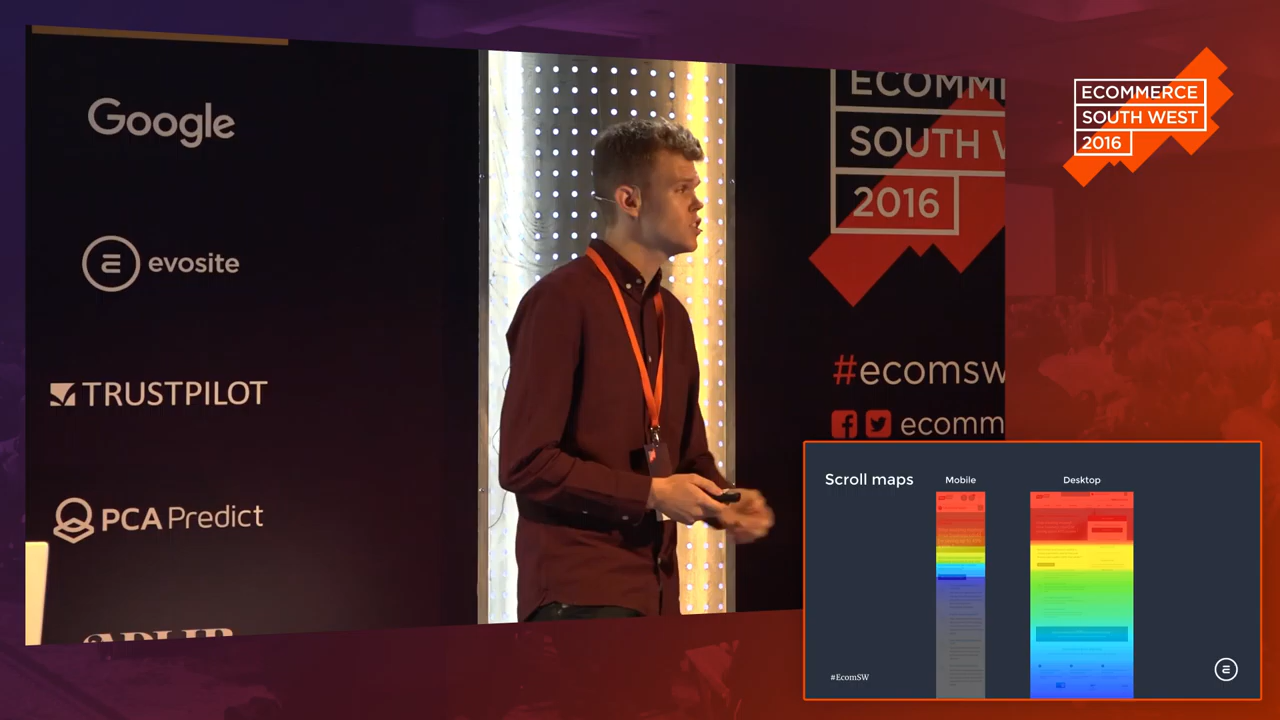 Google
evosite
TRUSTPILOT
PCA Predict
ECOMM
SOUTH
2016
#ecomsw
ecomm
ECOMMERCE
SOUTH WEST
2016
Scroll maps
Mobile
Desktop
#EcomSW